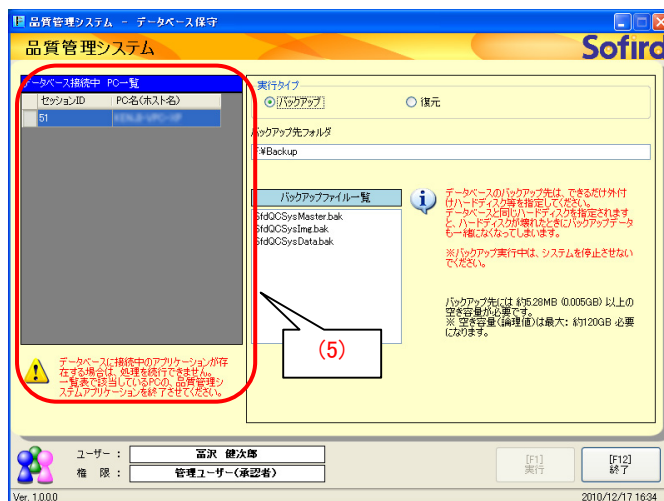 品質管理システム － データベース保守
品質管理システム
Sofird
データベース接続中 PC一覧
セッションID PC名(ホスト名)
51
実行タイプ
バックアップ 復元
バックアップ先フォルダ
F:¥Backup
バックアップファイル一覧
SfdQCSysMaster.bak
SfdQCSysImg.bak
SfdQCSysData.bak
データベースのバックアップ先は、できるだけ外付
けハードディスク等を指定してください。
データベースと同じハードディスクを指定されます
と、ハードディスクが壊れたときにバックアップデータ
も一緒になくなってしまいます。
※バックアップ実行中は、システムを停止させない
でください。
バックアップ先には 約5.28MB (0.005GB) 以上の
空き容量が必要です。
※ 空き容量(論理値)は最大: 約120GB 必要
になります。
(5)
データベースに接続中のアプリケーションが存
在する場合は、処理を続行できません。
一覧表で該当しているPCの、品質管理シ
ステムアプリケーションを終了させてください。
ユーザー : 冨沢 健次郎
権 限 : 管理ユーザー(承認者)
[F1]
実行
[F12]
終了
Ver. 1.0.0.0
2010/12/17 16:34